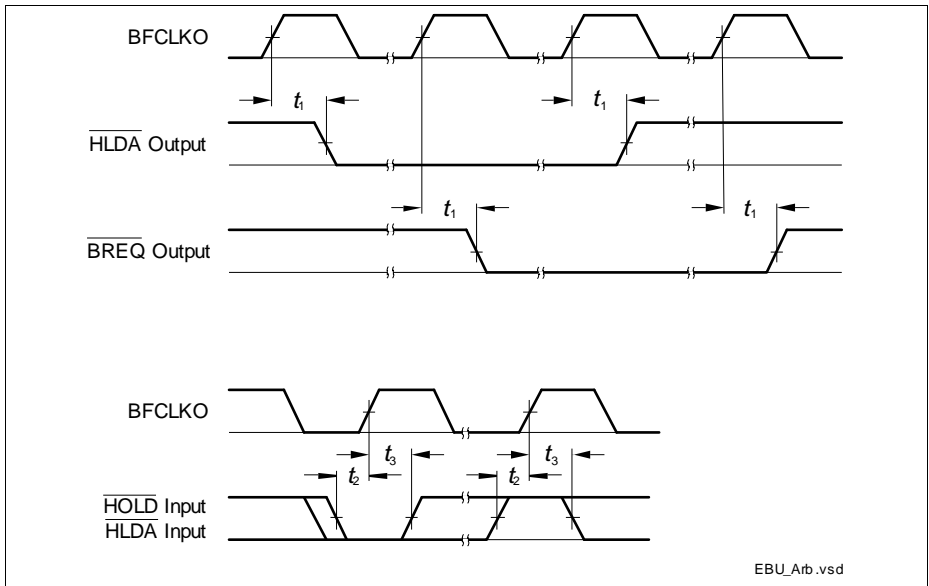 BFCLKO
t1 t1
HLDA Output
t1 t1
BREQ Output
BFCLKO
t3 t3
t2 t2
HOLD Input
HLDA Input
EBU_Arb.vsd